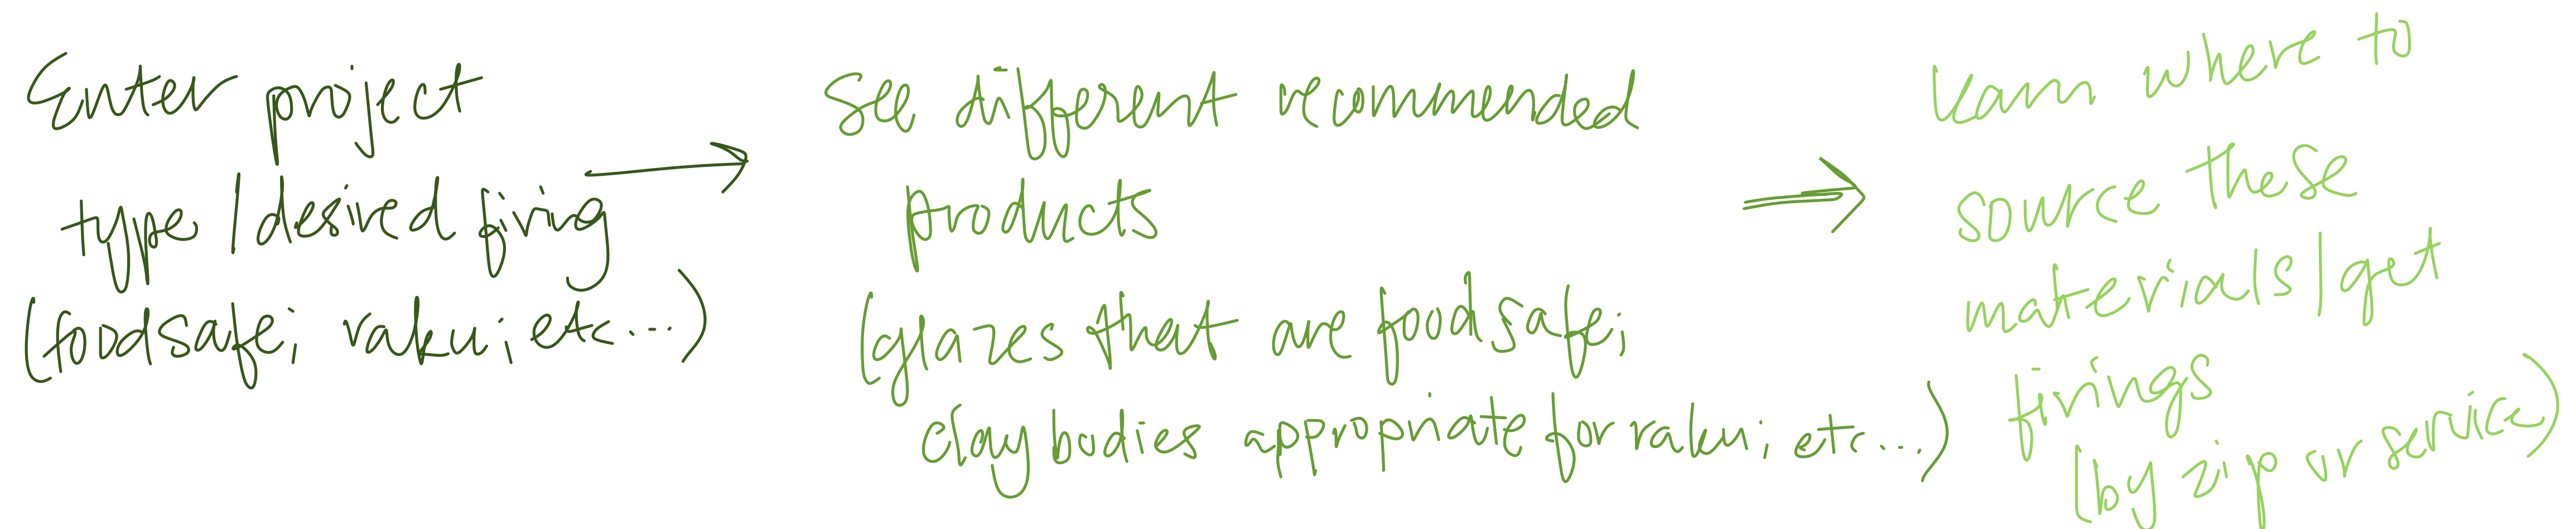 Enter project
type / desired firing
(foodsafe; raku; etc...)
see different recommended
products
(glazes that are foodsafe;
clay bodies appropriate for raku; etc...)
learn where to
source these
materials / get
firings
(by zip or service)